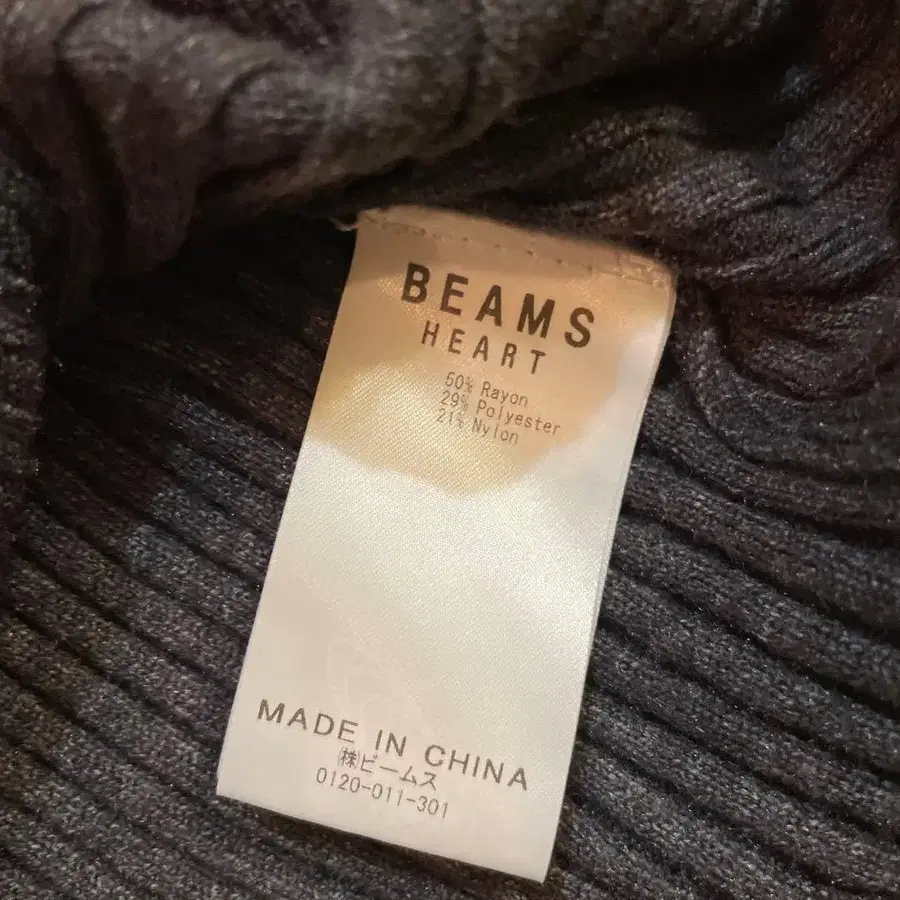 BEAMS
HEART
50% Rayon
29% Polyester
21% Nylon
MADE IN CHINA
㈱ビームス
0120-011-301